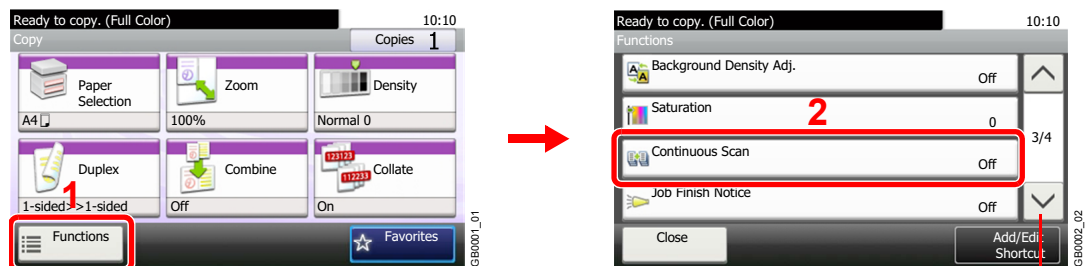 Ready to copy. (Full Color) 10:10
Copy Copies 1
Paper
Selection
Zoom
Density
A4
100%
Normal 0
Duplex
Combine
Collate
123123
112233
1
1-sided>>1-sided
Off
On
Functions
Favorites
GB0001_01
Ready to copy. (Full Color) 10:10
Functions
Background Density Adj.
Off
Saturation
0
2
3/4
Continuous Scan
Off
Job Finish Notice
Off
Close
Add/Edit
Shortcut
GB0002_02